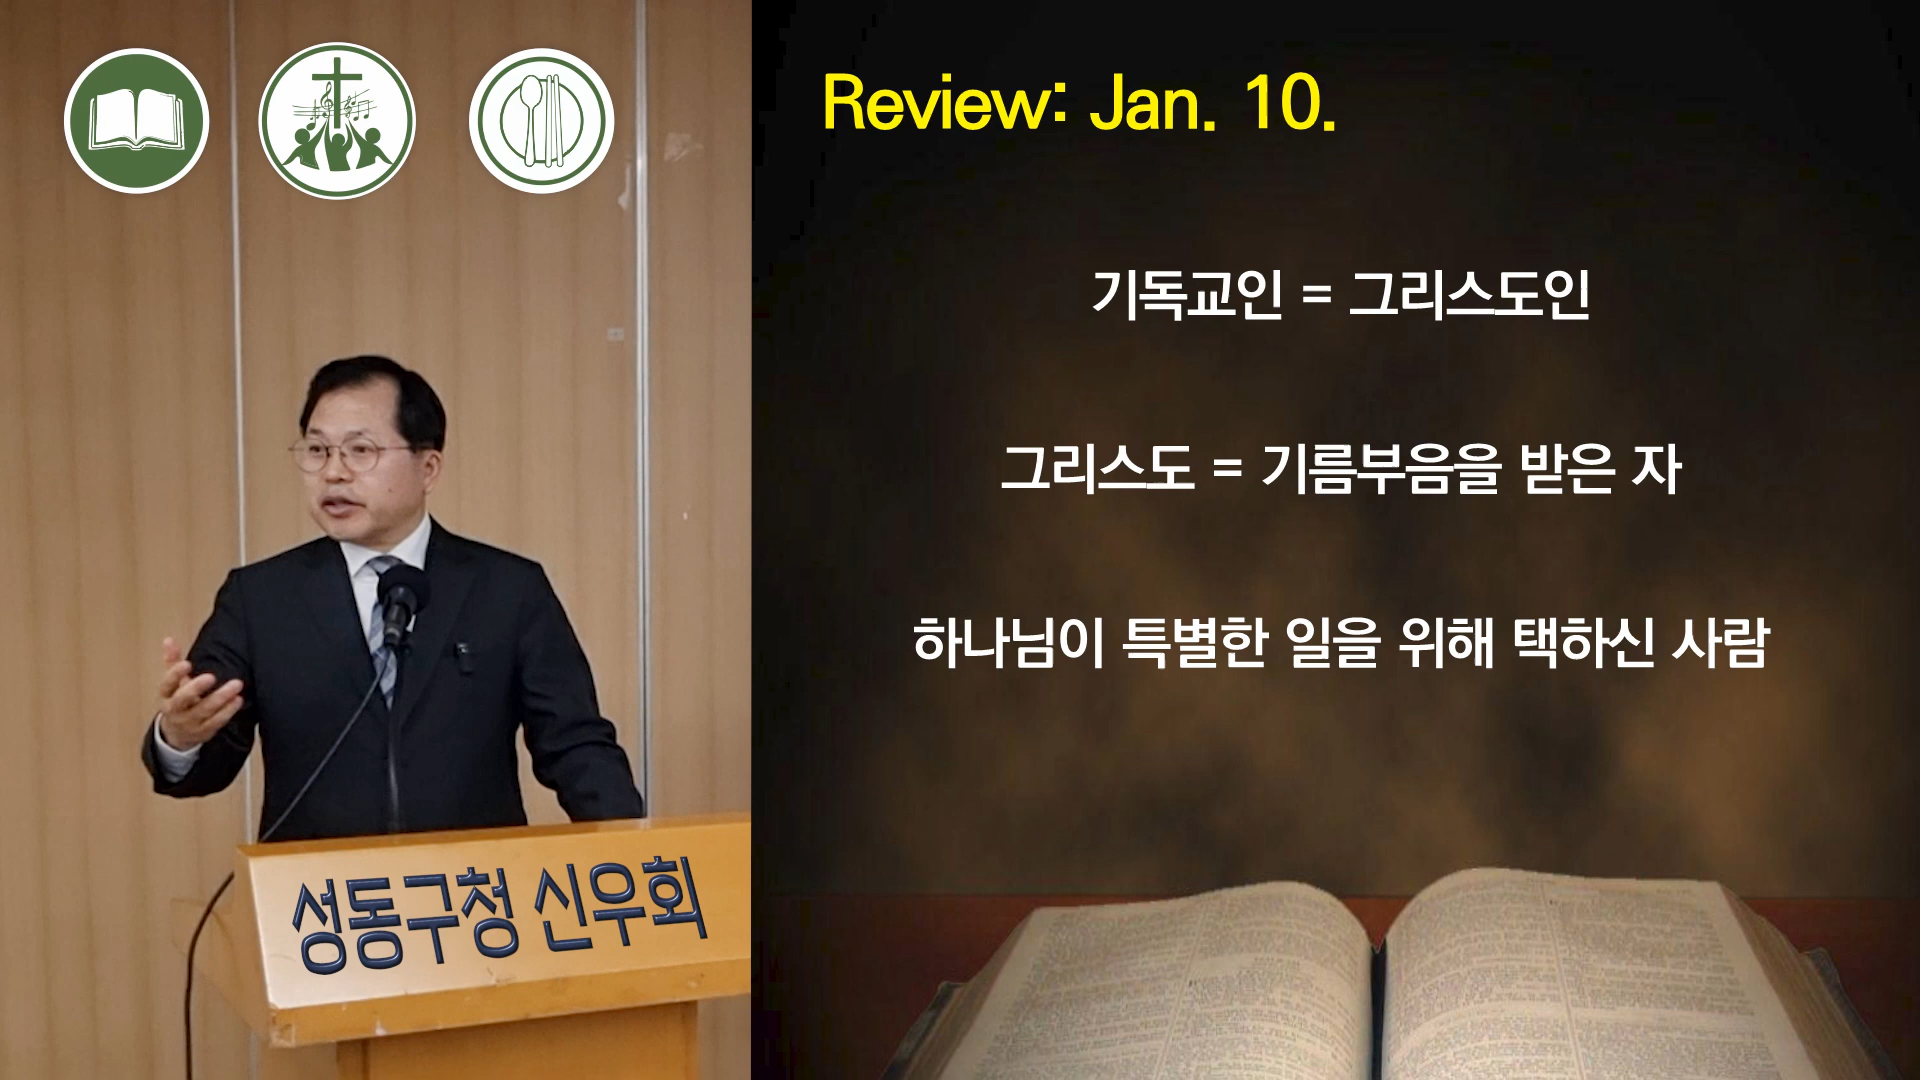 Review: Jan. 10.
기독교인 = 그리스도인
그리스도 = 기름부음을 받은 자
하나님이 특별한 일을 위해 택하신 사람
성동구청 신우회